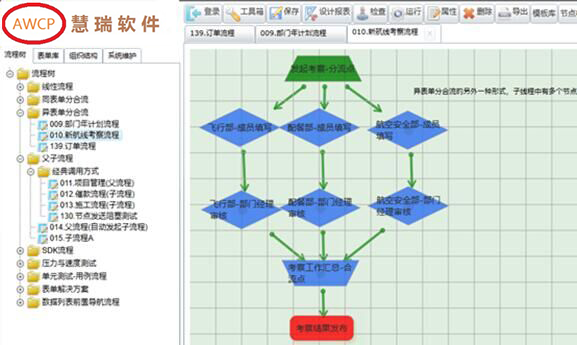 AWCP 慧瑞软件
登录 工具箱 保存 设计报表 检查 运行 属性 删除 导出 模板库 节点
139.订单流程 009.部门年计划流程 010.新航线考察流程
流程树 表单库 组织结构 系统维护
流程树
线性流程
同表单分合流
异表单分合流
009.部门年计划流程
010.新航线考察流程
139.订单流程
父子流程
经典调用方式
011.项目管理(父流程)
012.催款流程(子流程)
013.施工流程(子流程)
130.节点发送阻塞测试
014.父流程(自动发起子流程)
015.子流程A
SDK流程
压力与速度测试
单元测试-用例流程
表单解决方案
数据列表前置导航流程
发起考察-分流点
异表单分合流的另外一种形式，子线程中有多个节点
飞行部-成员填写
配餐部-成员填写
航空安全部-成员
填写
飞行部-部门经理
审核
配餐部-部门经理
审核
航空安全部-部门
经理审核
考察工作汇总-合
流点
考察结果发布